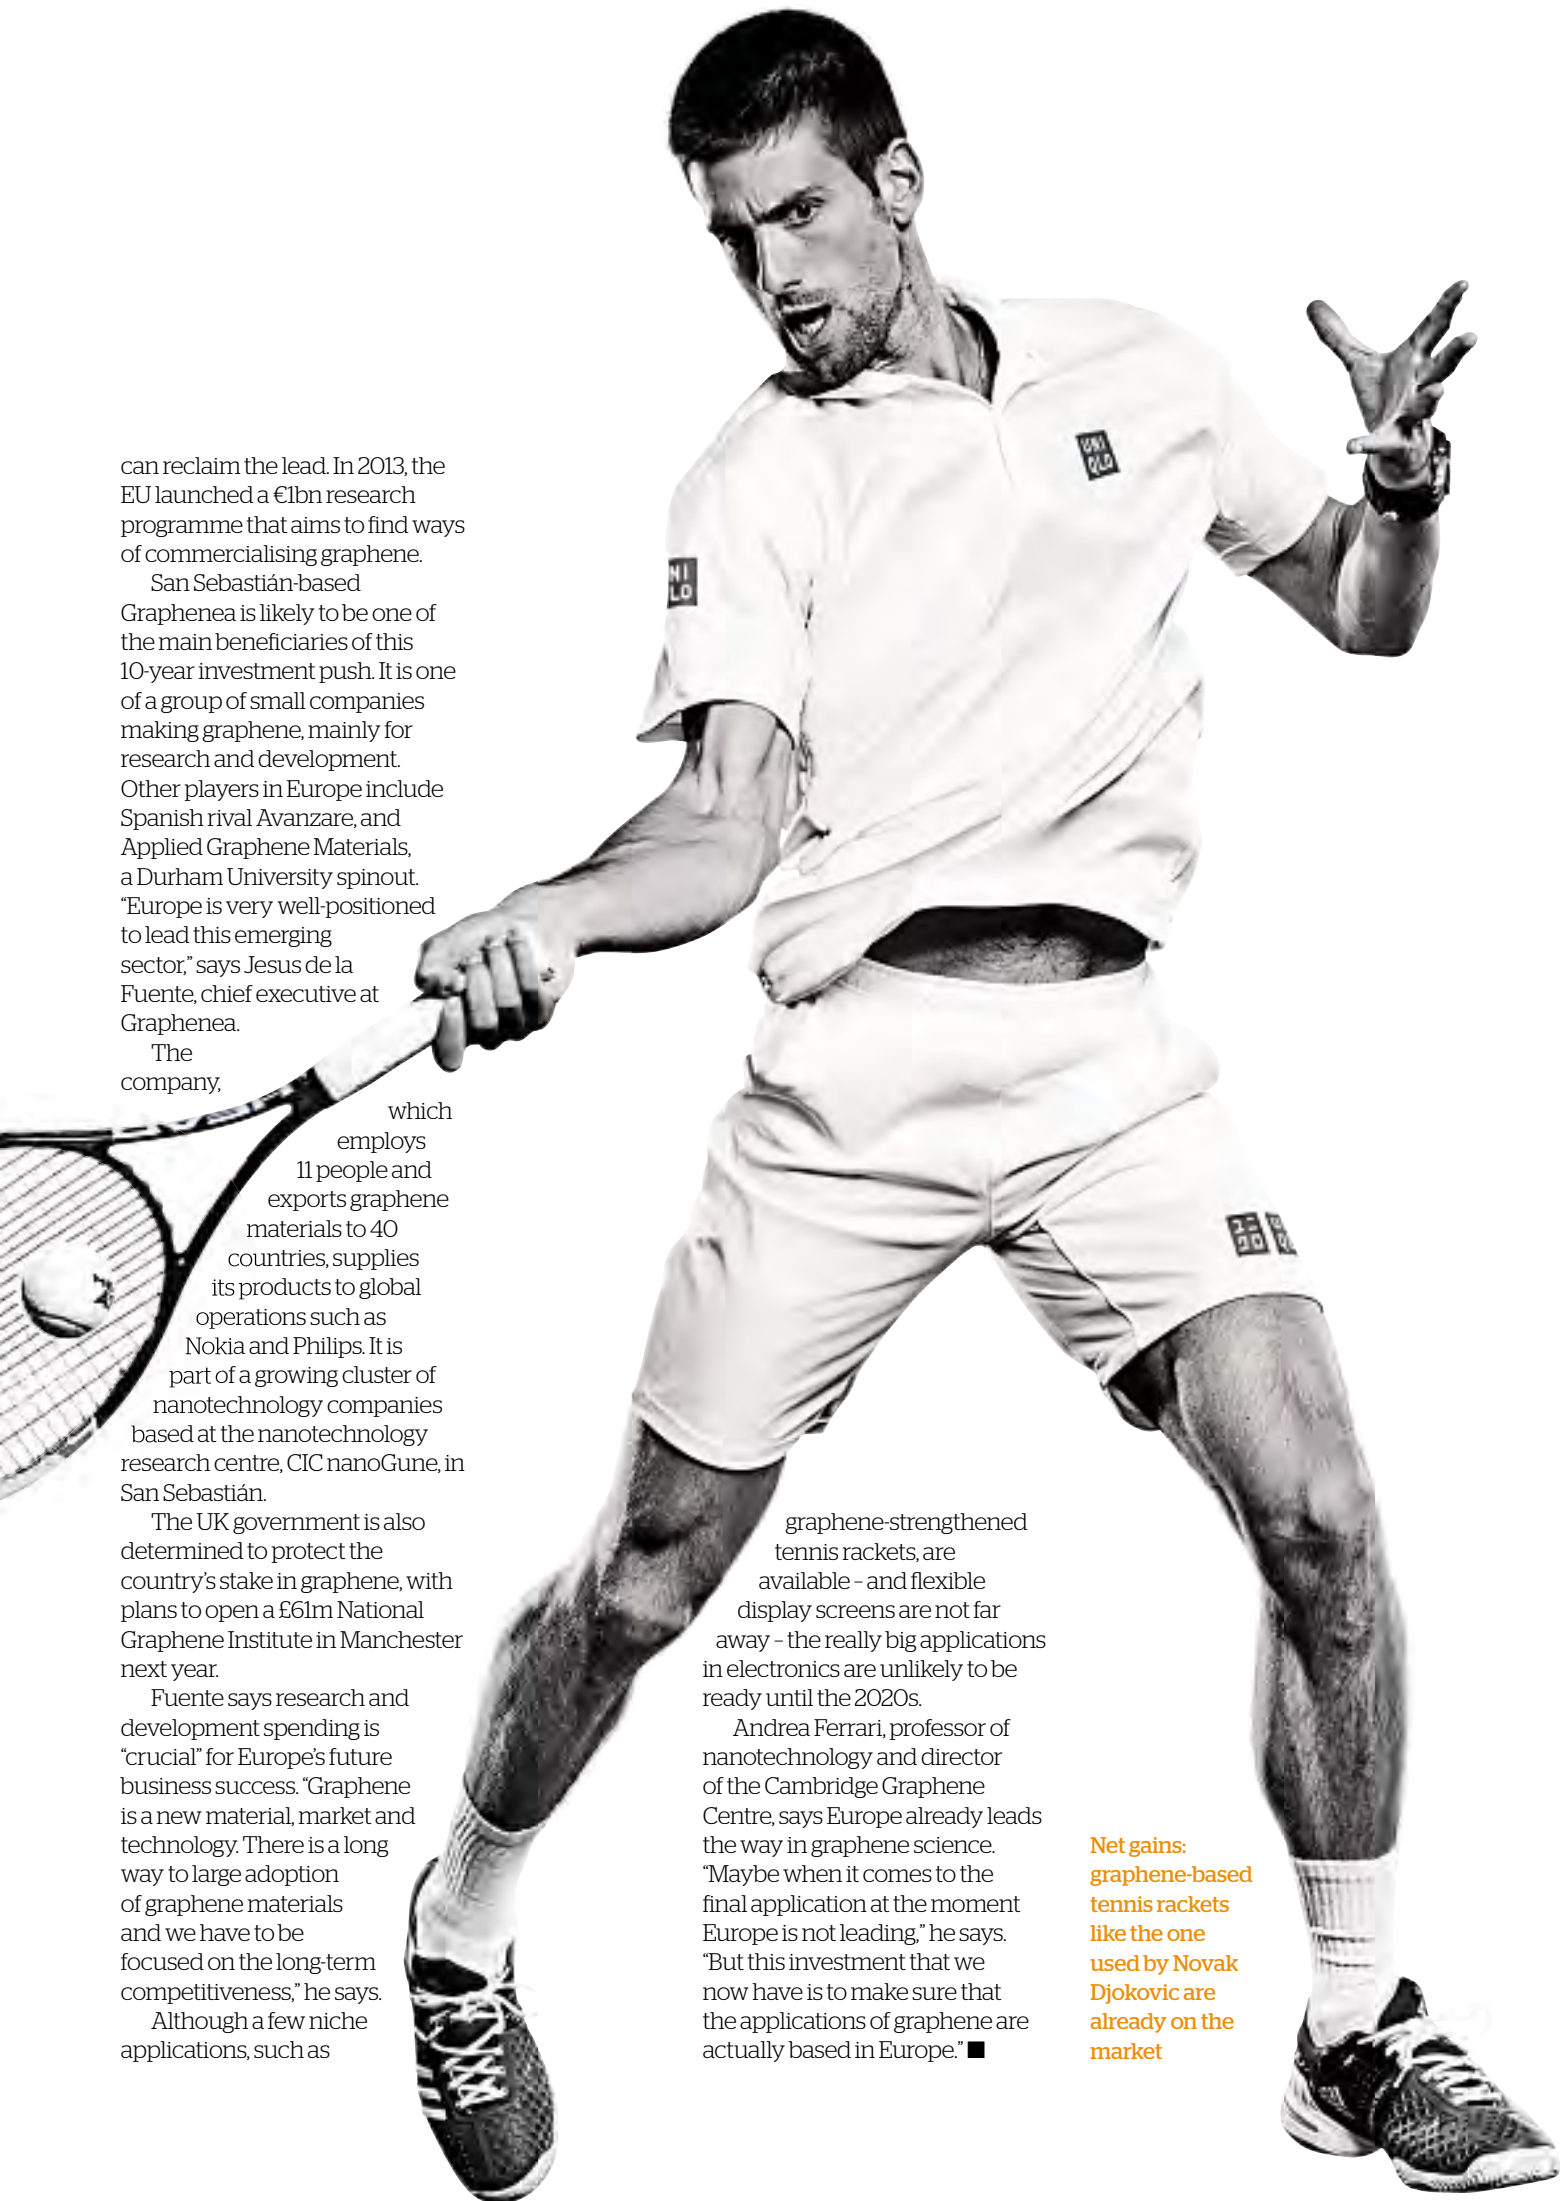 can reclaim the lead. In 2013, the
EU launched a €1bn research
programme that aims to find ways
of commercialising graphene.
San Sebastián-based
Graphenea is likely to be one of
the main beneficiaries of this
10-year investment push. It is one
of a group of small companies
making graphene, mainly for
research and development.
Other players in Europe include
Spanish rival Avanzare, and
Applied Graphene Materials,
a Durham University spinout.
“Europe is very well-positioned
to lead this emerging
sector,” says Jesus de la
Fuente, chief executive at
Graphenea.
The
company,
which
employs
11 people and
exports graphene
materials to 40
countries, supplies
its products to global
operations such as
Nokia and Philips. It is
part of a growing cluster of
nanotechnology companies
based at the nanotechnology
research centre, CIC nanoGune, in
San Sebastián.
The UK government is also
determined to protect the
country’s stake in graphene, with
plans to open a £61m National
Graphene Institute in Manchester
next year.
Fuente says research and
development spending is
“crucial” for Europe’s future
business success. “Graphene
is a new material, market and
technology. There is a long
way to large adoption
of graphene materials
and we have to be
focused on the long-term
competitiveness,” he says.
Although a few niche
applications, such as
graphene-strengthened
tennis rackets, are
available – and flexible
display screens are not far
away – the really big applications
in electronics are unlikely to be
ready until the 2020s.
Andrea Ferrari, professor of
nanotechnology and director
of the Cambridge Graphene
Centre, says Europe already leads
the way in graphene science.
“Maybe when it comes to the
final application at the moment
Europe is not leading,” he says.
“But this investment that we
now have is to make sure that
the applications of graphene are
actually based in Europe.” ■
Net gains:
graphene-based
tennis rackets
like the one
used by Novak
Djokovic are
already on the
market
UNI
QLO
NI
LO